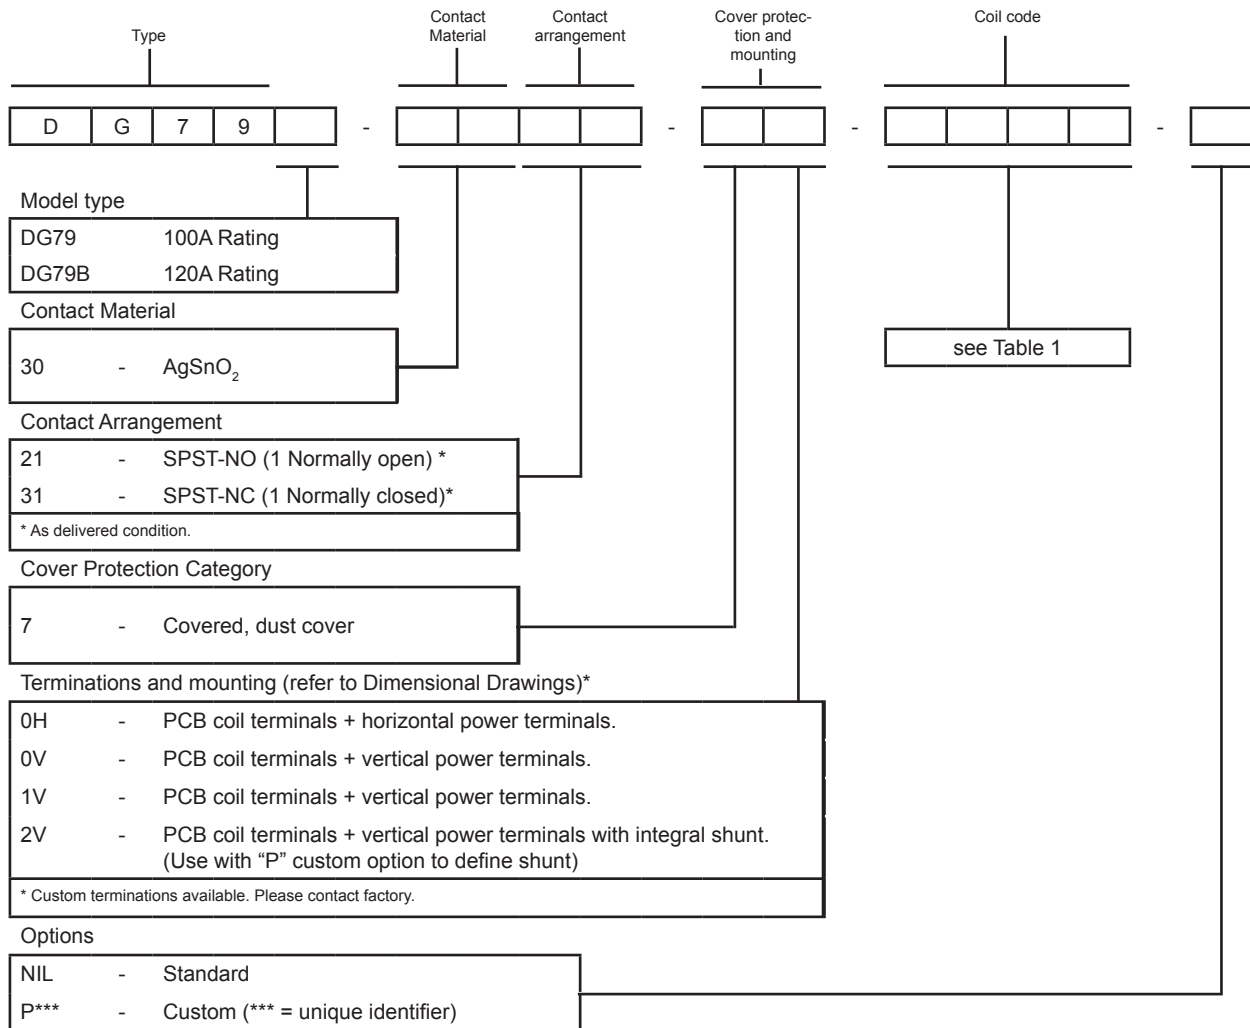 Type
Contact
Material
Contact
arrangement
Cover protec-
tion and
mounting
Coil code
D G 7 9 - - - -
Model type
DG79 100A Rating
DG79B 120A Rating
Contact Material
30 - AgSnO2
see Table 1
Contact Arrangement
21 - SPST-NO (1 Normally open) *
31 - SPST-NC (1 Normally closed)*
* As delivered condition.
Cover Protection Category
7 - Covered, dust cover
Terminations and mounting (refer to Dimensional Drawings)*
0H - PCB coil terminals + horizontal power terminals.
0V - PCB coil terminals + vertical power terminals.
1V - PCB coil terminals + vertical power terminals.
2V - PCB coil terminals + vertical power terminals with integral shunt.
(Use with “P” custom option to define shunt)
* Custom terminations available. Please contact factory.
Options
NIL - Standard
P*** - Custom (*** = unique identifier)